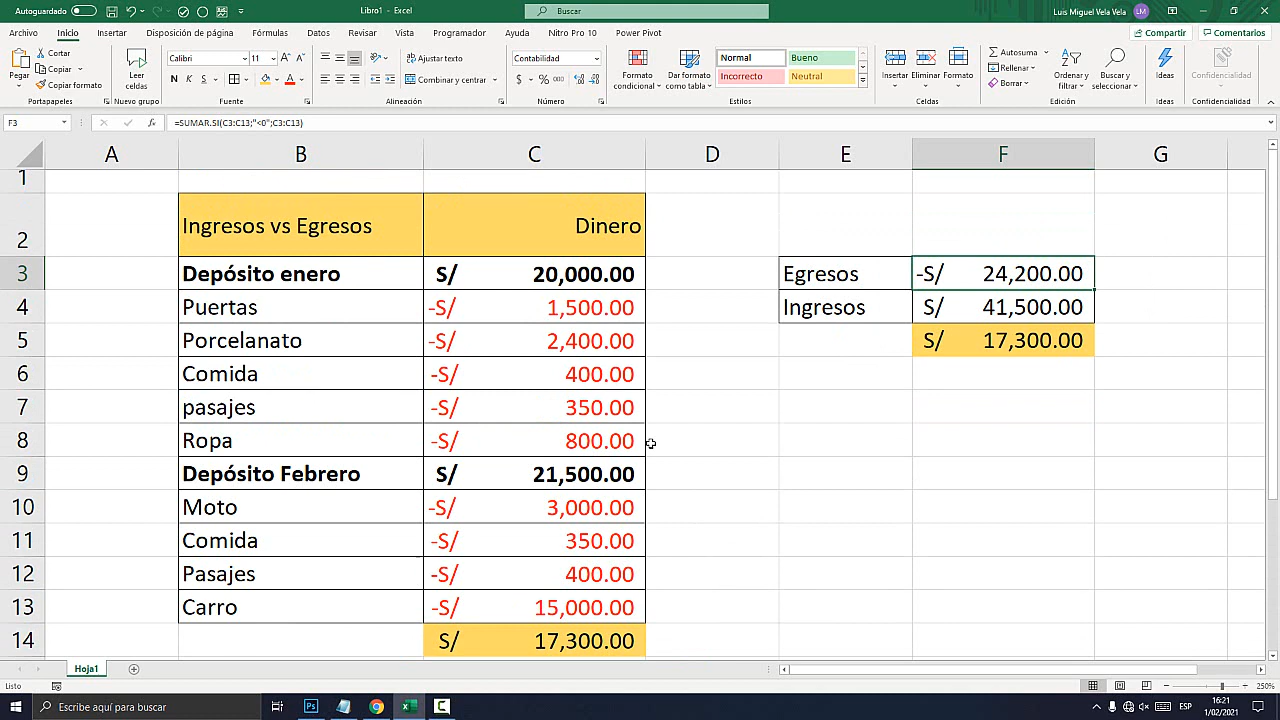 Autoguardado
Libro1 - Excel
Buscar
Luis Miguel Vela Vela
LM
Archivo Inicio Insertar Disposición de página Fórmulas Datos Revisar Vista Programador Ayuda Nitro Pro 10 Power Pivot
Compartir
Comentarios
Pegar
Cortar
Copiar
Copiar formato
Portapapeles
Leer celdas
Nuevo grupo
Calibri
11
N K S
Fuente
Ajustar texto
Combinar y centrar
Alineación
Contabilidad
$ % 000
Número
Formato condicional
Dar formato como tabla
Normal
Bueno
Incorrecto
Neutral
Estilos
Insertar
Eliminar
Formato
Celdas
Autosuma
Rellenar
Borrar
Ordenar y filtrar
Buscar y seleccionar
Edición
Ideas
Ideas
Confidencialidad
Confidencialidad
F3
=SUMAR.SI(C3:C13;"<0";C3:C13)
A B C D E F G
1
2 Ingresos vs Egresos Dinero
3 Depósito enero S/ 20,000.00 Egresos -S/ 24,200.00
4 Puertas -S/ 1,500.00 Ingresos S/ 41,500.00
5 Porcelanato -S/ 2,400.00 S/ 17,300.00
6 Comida -S/ 400.00
7 pasajes -S/ 350.00
8 Ropa -S/ 800.00
9 Depósito Febrero S/ 21,500.00
10 Moto -S/ 3,000.00
11 Comida -S/ 350.00
12 Pasajes -S/ 400.00
13 Carro -S/ 15,000.00
14 S/ 17,300.00
Hoja1
Listo
250%
Escribe aquí para buscar
ESP
16:21
1/02/2021